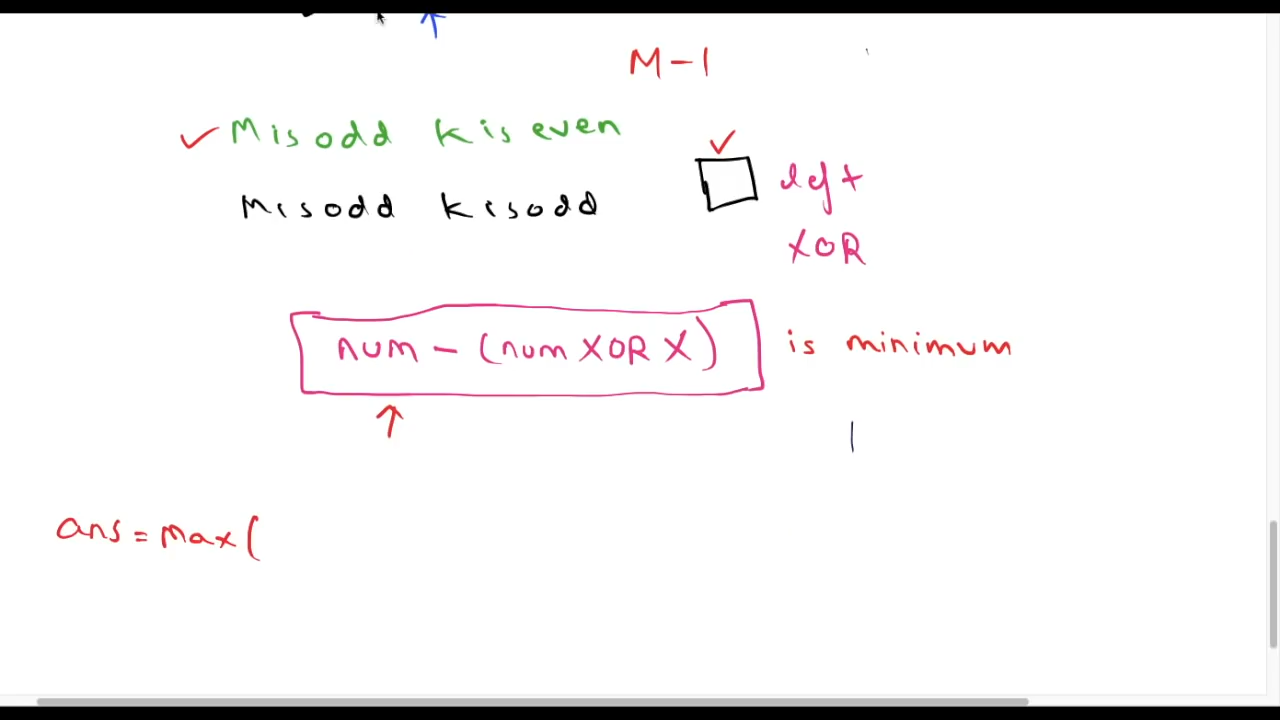 M-1
M is odd k is even
M is odd k is odd
left
XOR
num - (num XOR X) is minimum
ans = max(